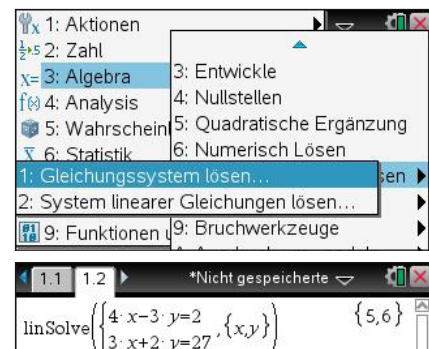 1: Aktionen
2: Zahl
3: Algebra
4: Analysis
5:
6: Statistik
9: Funktionen
3: Entwickle
4: Nullstellen
5: Quadratische Ergänzung
6: Numerisch Lösen
9: Bruchwerkzeuge
1: Gleichungssystem lösen...
2: System linearer Gleichungen lösen...
1.1 1.2 *Nicht gespeicherte
linSolve({4·x-3·y=2
3·x+2·y=27 ,{x,y}) {5,6}